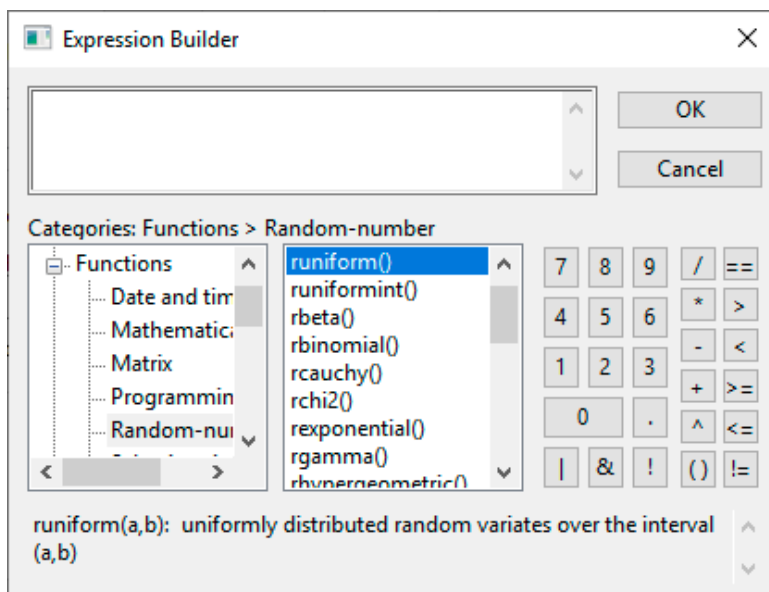 Expression Builder
OK
Cancel
Categories: Functions > Random-number
Functions
Date and tim
Mathematica
Matrix
Programmin
Random-nur
runiform()
runiformint()
rbeta()
rbinomial()
rcauchy()
rchi2()
rexponential()
rgamma()
rhypergeometric()
7 8 9 / ==
4 5 6 * >
1 2 3 - <
0 . + >=
^ <=
| & ! () !=
runiform(a,b): uniformly distributed random variates over the interval
(a,b)